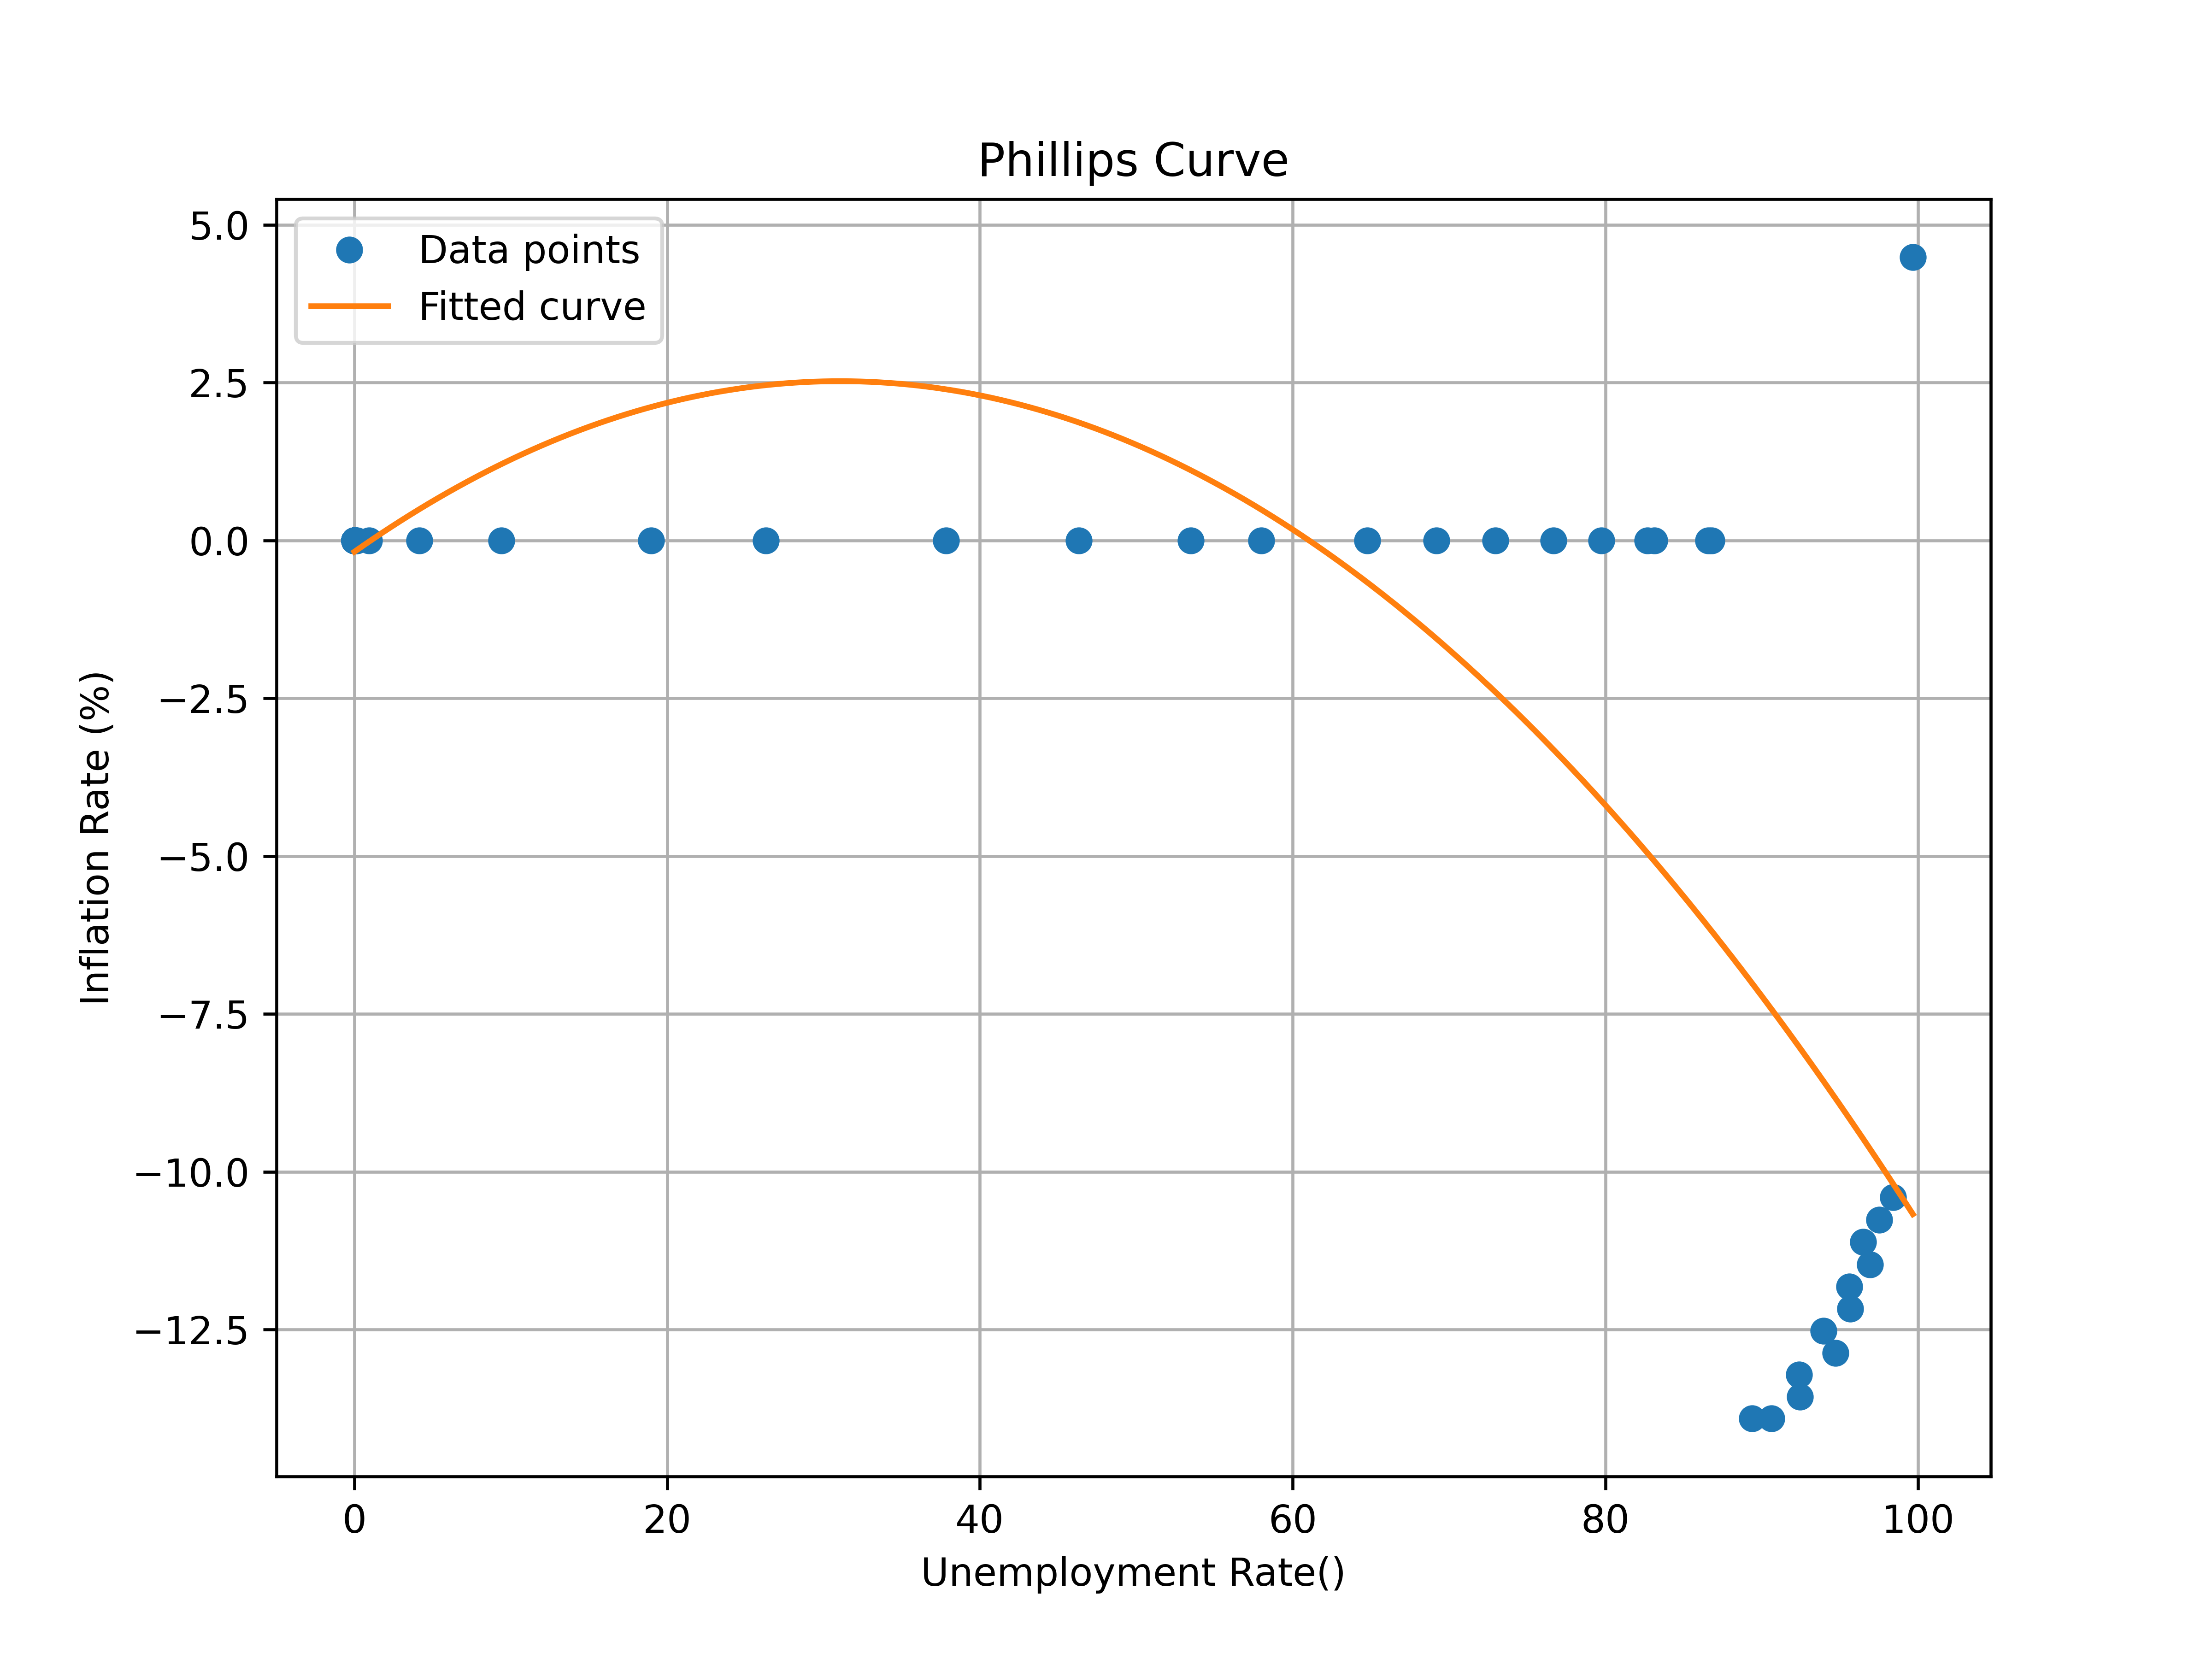 Phillips Curve
Data points
Fitted curve
5.0
2.5
0.0
−2.5
−5.0
−7.5
−10.0
−12.5
Inflation Rate (%)
0 20 40 60 80 100
Unemployment Rate()